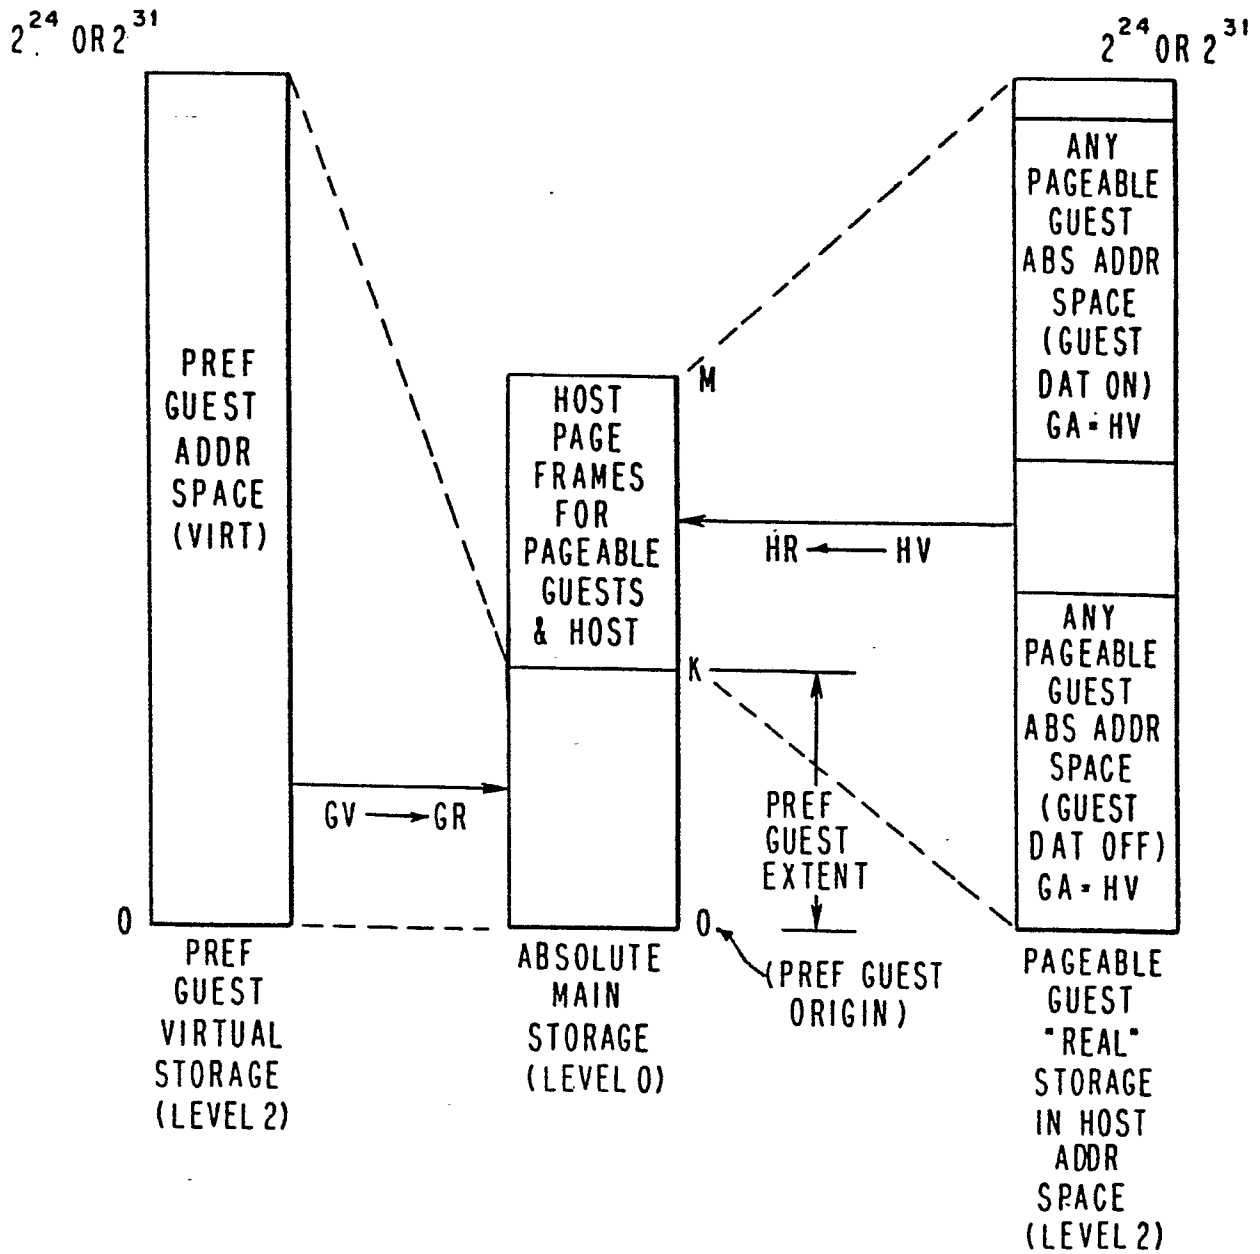 2^24 OR 2^31
2^24 OR 2^31
PREF
GUEST
ADDR
SPACE
(VIRT)
0
GV → GR
PREF
GUEST
VIRTUAL
STORAGE
(LEVEL 2)
HOST
PAGE
FRAMES
FOR
PAGEABLE
GUESTS
& HOST
M
K
0
PREF
GUEST
EXTENT
(PREF GUEST
ORIGIN)
ABSOLUTE
MAIN
STORAGE
(LEVEL 0)
HR ← HV
ANY
PAGEABLE
GUEST
ABS ADDR
SPACE
(GUEST
DAT ON)
GA = HV
ANY
PAGEABLE
GUEST
ABS ADDR
SPACE
(GUEST
DAT OFF)
GA = HV
PAGEABLE
GUEST
"REAL"
STORAGE
IN HOST
ADDR
SPACE
(LEVEL 2)